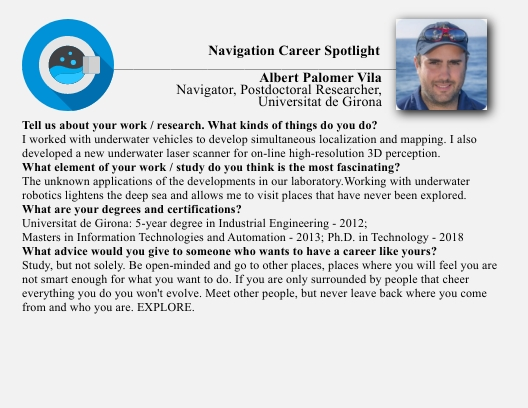 Navigation Career Spotlight
Albert Palomer Vila
Navigator, Postdoctoral Researcher,
Universitat de Girona
Tell us about your work / research. What kinds of things do you do?
I worked with underwater vehicles to develop simultaneous localization and mapping. I also
developed a new underwater laser scanner for on-line high-resolution 3D perception.
What element of your work / study do you think is the most fascinating?
The unknown applications of the developments in our laboratory.Working with underwater
robotics lightens the deep sea and allows me to visit places that have never been explored.
What are your degrees and certifications?
Universitat de Girona: 5-year degree in Industrial Engineering - 2012;
Masters in Information Technologies and Automation - 2013; Ph.D. in Technology - 2018
What advice would you give to someone who wants to have a career like yours?
Study, but not solely. Be open-minded and go to other places, places where you will feel you are
not smart enough for what you want to do. If you are only surrounded by people that cheer
everything you do you won't evolve. Meet other people, but never leave back where you come
from and who you are. EXPLORE.